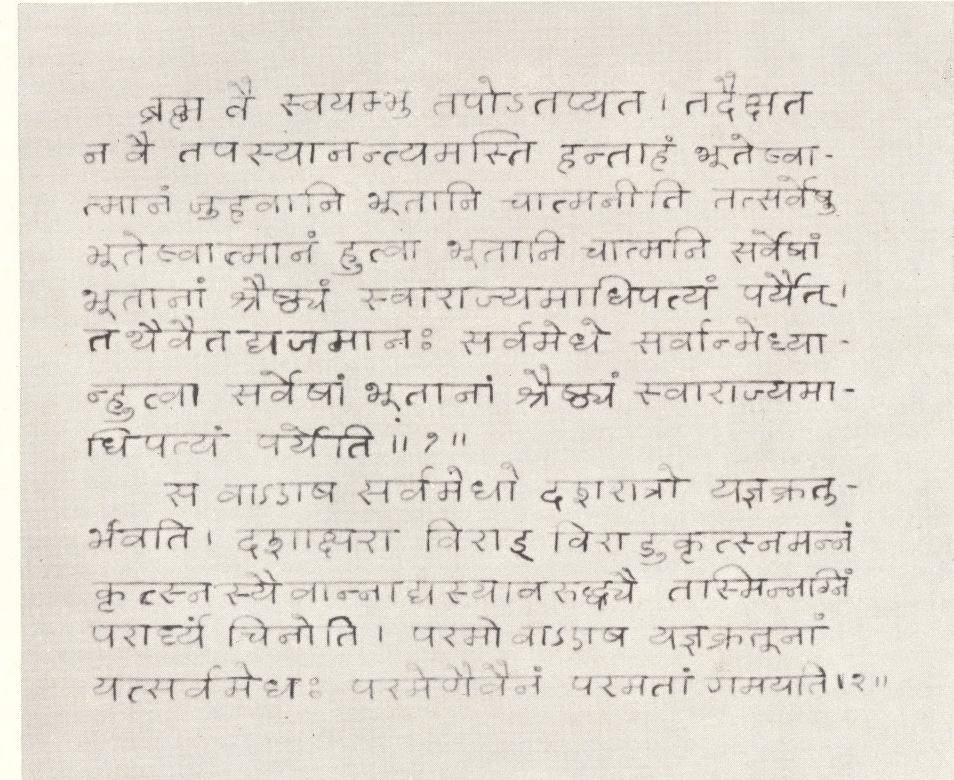 ब्रह्म वै स्वयम्भु तपोऽतप्यत । तदैक्षत
न वै तपस्यानन्त्यमस्ति हन्ताहं भूतेष्वा-
त्मानं जुहवानि भूतानि चात्मनीति तत्सर्वेषु
भूतेष्वात्मानं हुत्वा भूतानि चात्मनि सर्वेषां
भूतानां श्रैष्ठ्यं स्वाराज्यमाधिपत्यं पर्यैत् ।
तथैवैतद्यजमानः सर्वमेधे सर्वान्मेध्या-
न्हुत्वा सर्वेषां भूतानां श्रैष्ठ्यं स्वाराज्यमा-
धिपत्यं पर्येति ॥ १ ॥
स वाऽऽएष सर्वमेधो दशरात्रो यज्ञक्रतु-
र्भवति । दशाक्षरा विराड् विराडु कृत्स्नमन्नं
कृत्स्नस्यैवान्नाद्यस्यावरुद्ध्यै तस्मिन्नग्निं
परार्ध्यं चिनोति । परमो वाऽऽएष यज्ञक्रतूनां
यत्सर्वमेधः परमेणैवैनं परमतां गमयति ॥ २ ॥